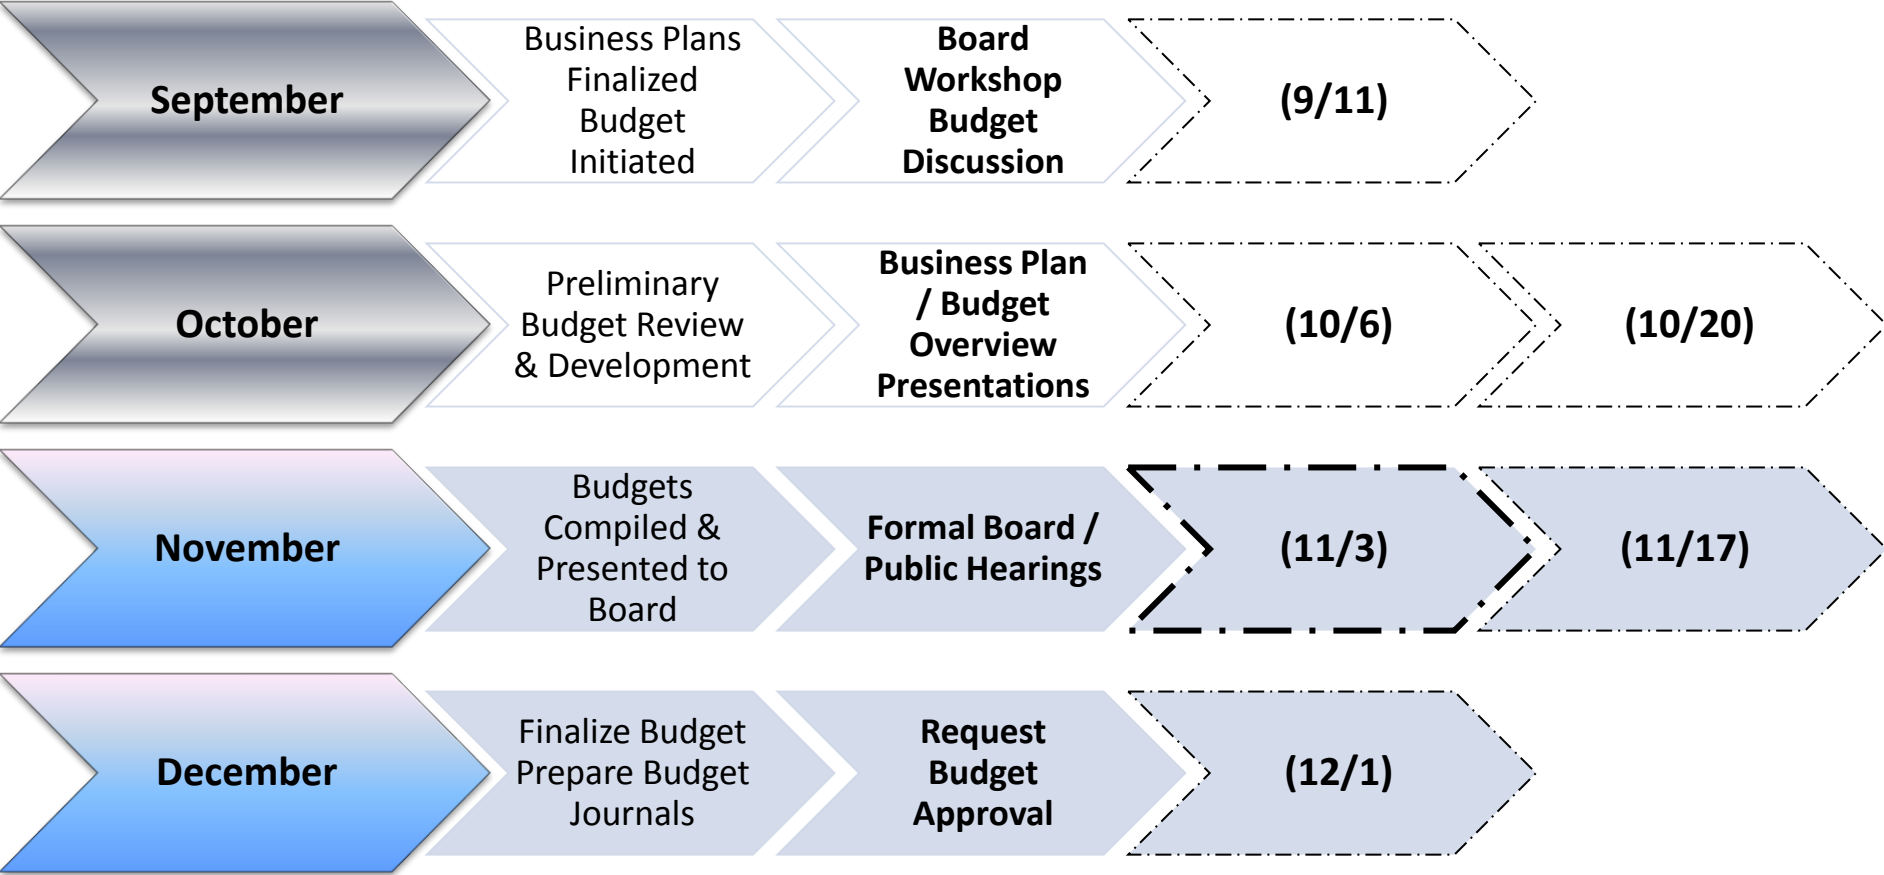 September
Business Plans
Finalized
Budget
Initiated
Board
Workshop
Budget
Discussion
(9/11)
October
Preliminary
Budget Review
& Development
Business Plan
/ Budget
Overview
Presentations
(10/6)
(10/20)
November
Budgets
Compiled &
Presented to
Board
Formal Board /
Public Hearings
(11/3)
(11/17)
December
Finalize Budget
Prepare Budget
Journals
Request
Budget
Approval
(12/1)